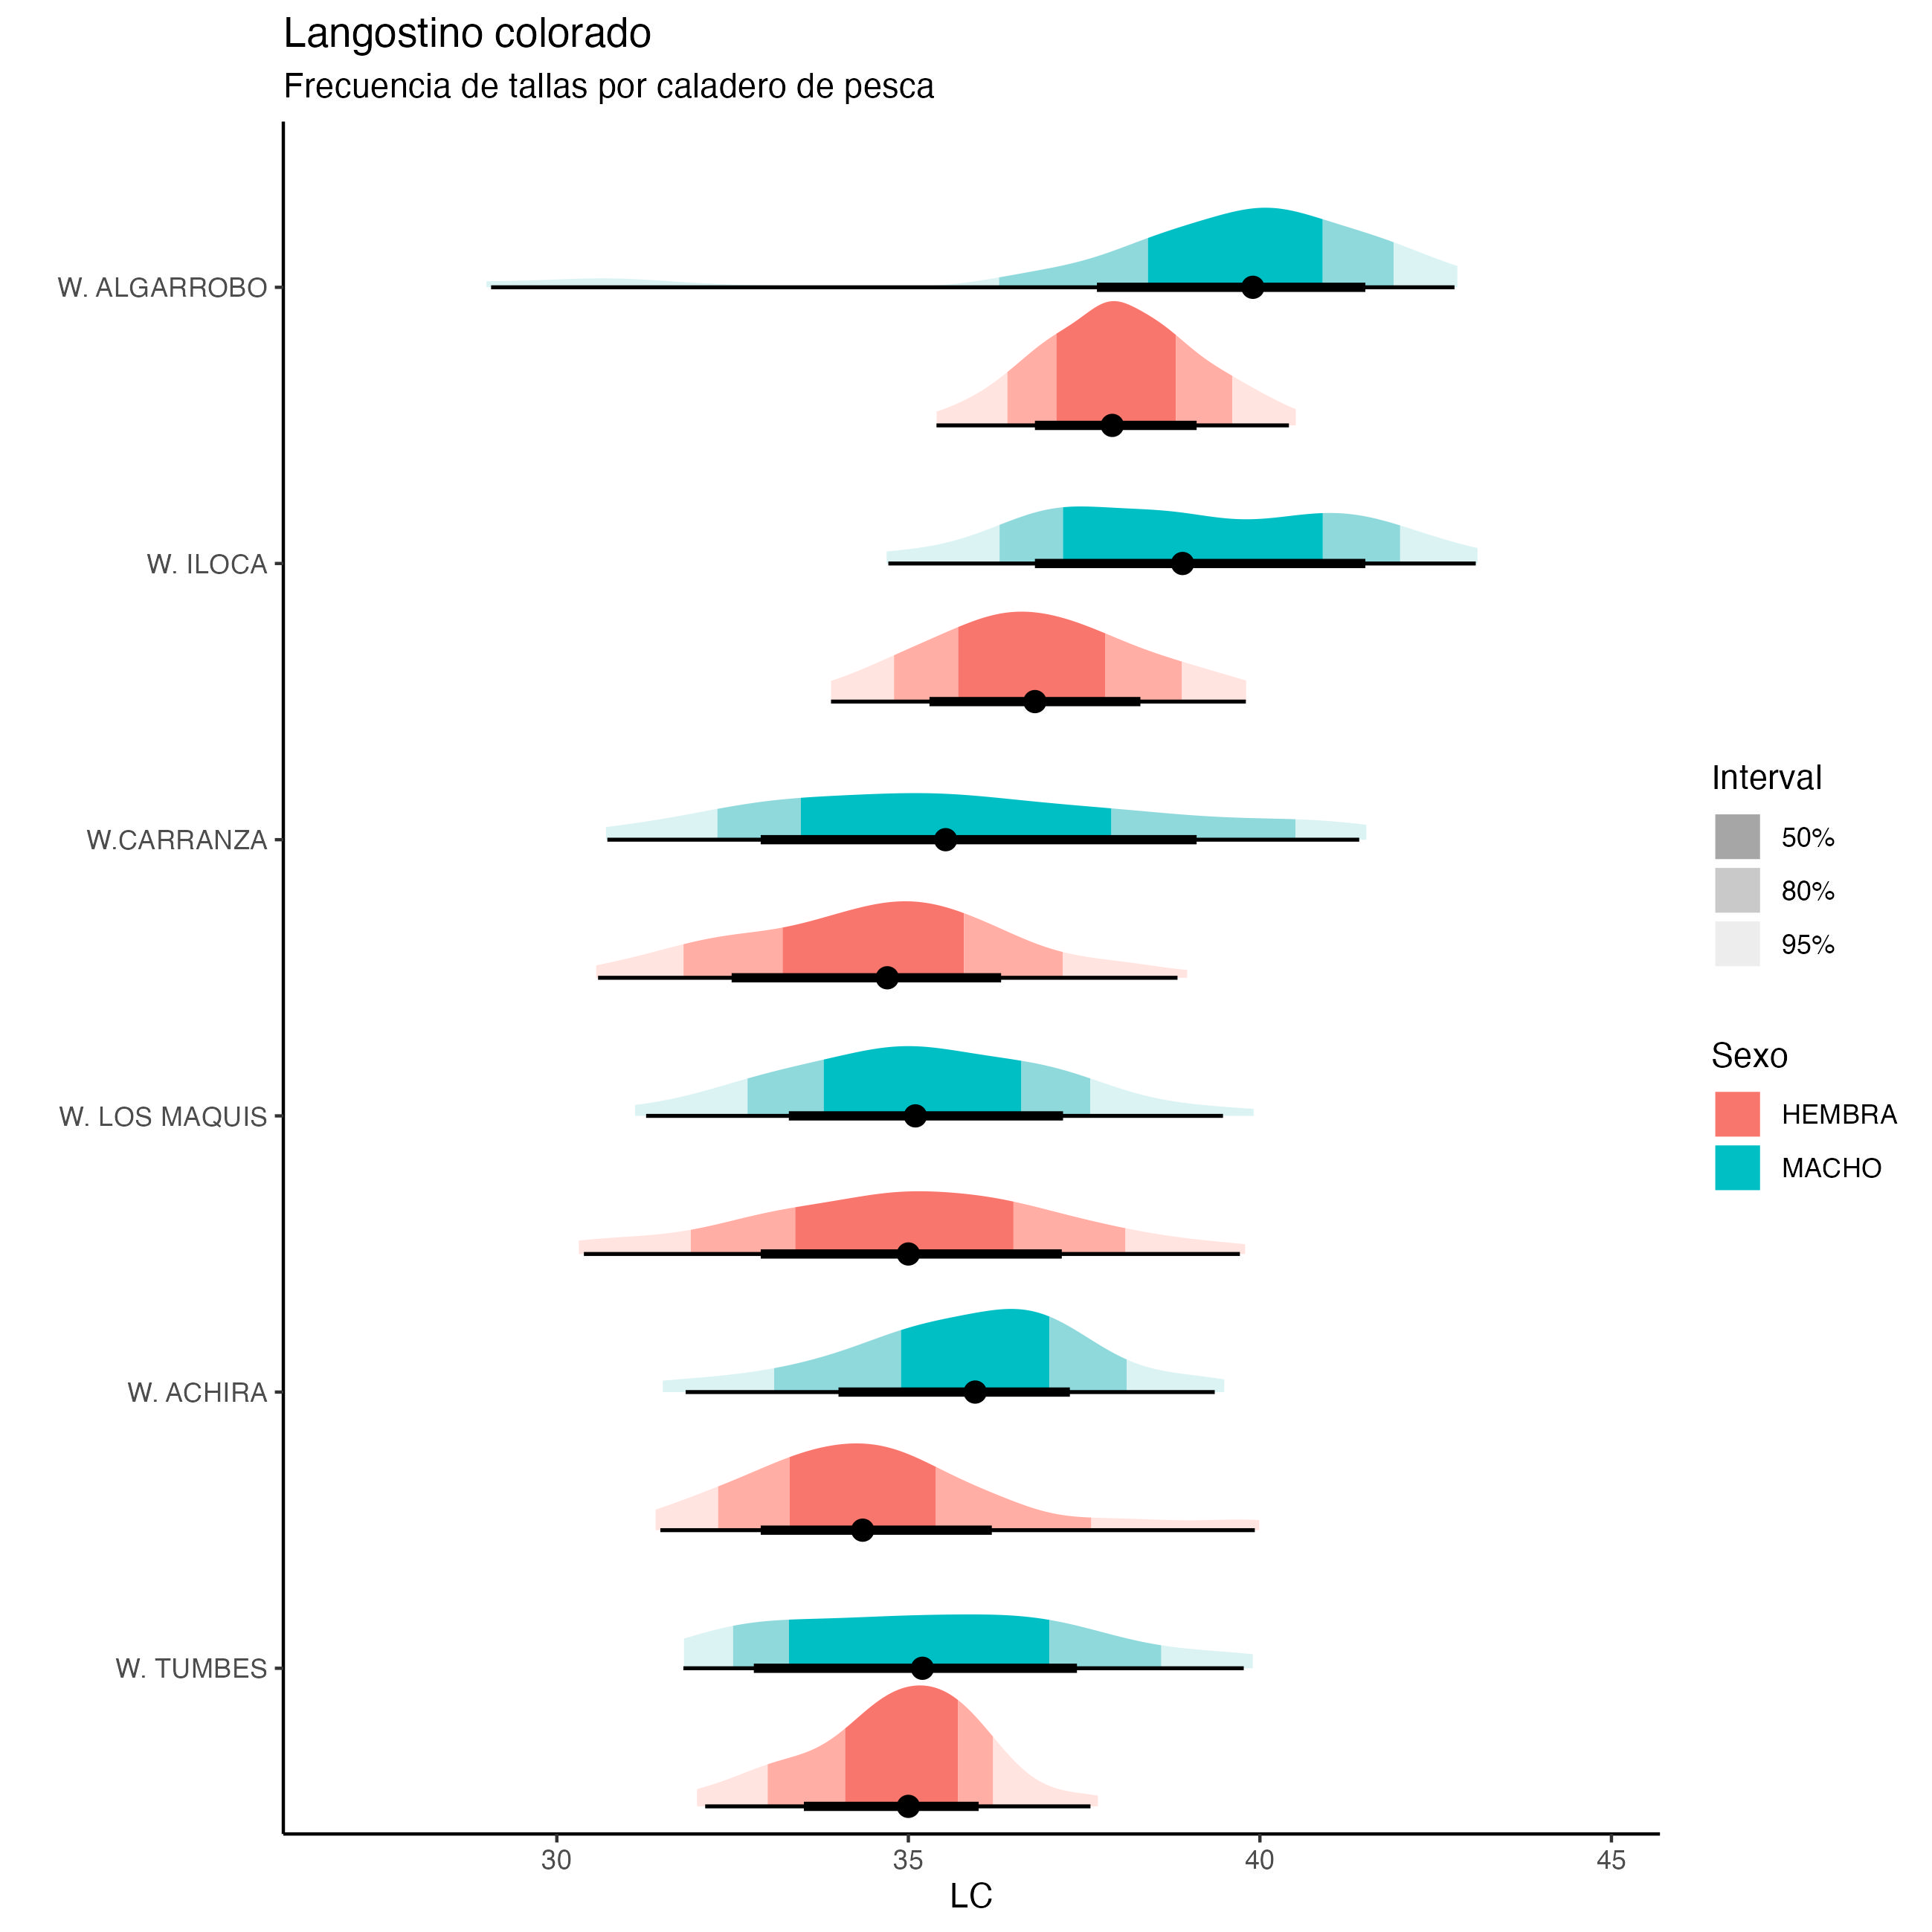 Langostino colorado
Frecuencia de tallas por caladero de pesca
W. ALGARROBO
W. ILOCA
W.CARRANZA
W. LOS MAQUIS
W. ACHIRA
W. TUMBES
30
35
40
45
LC
Interval
50%
80%
95%
Sexo
HEMBRA
MACHO